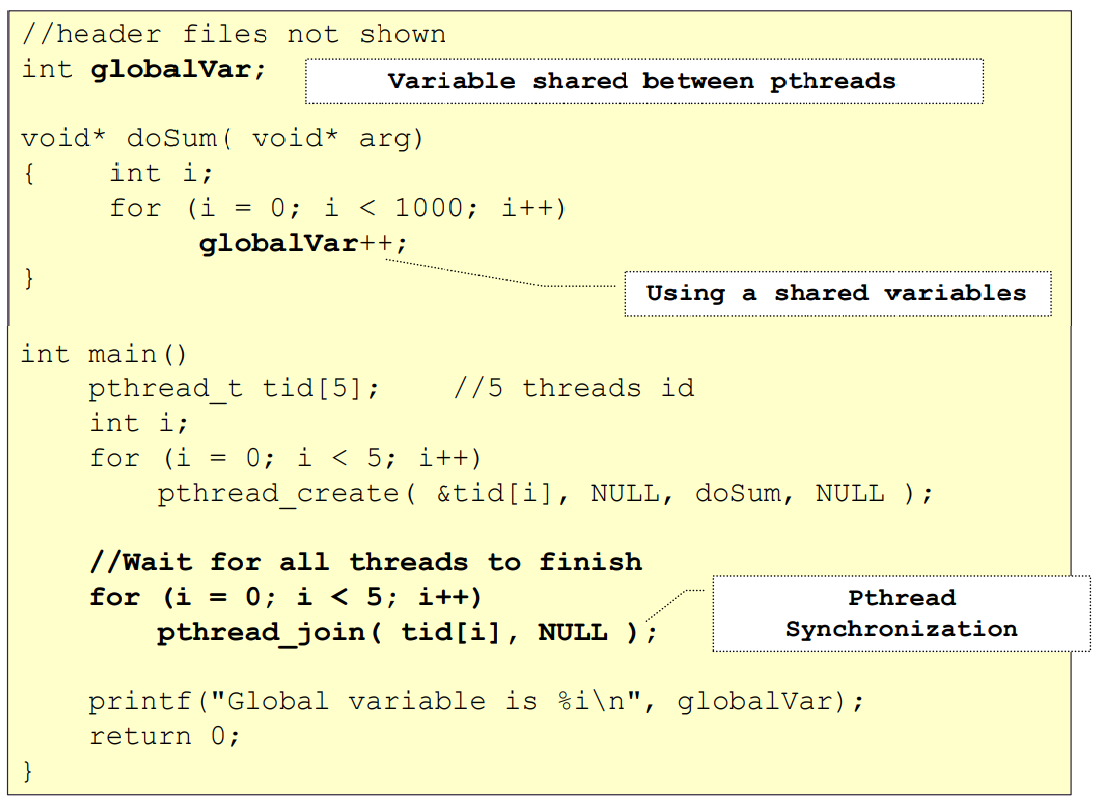 //header files not shown
int globalVar;
Variable shared between pthreads
void* doSum( void* arg)
{    int i;
     for (i = 0; i < 1000; i++)
          globalVar++;
}
Using a shared variables
int main()
    pthread_t tid[5];    //5 threads id
    int i;
    for (i = 0; i < 5; i++)
        pthread_create( &tid[i], NULL, doSum, NULL );
    //Wait for all threads to finish
    for (i = 0; i < 5; i++)
        pthread_join( tid[i], NULL );
Pthread
Synchronization
    printf("Global variable is %i\n", globalVar);
    return 0;
}